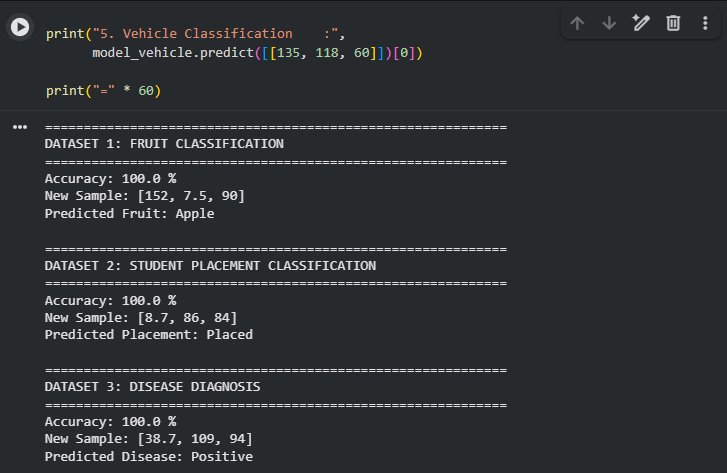 print("5. Vehicle Classification    :",
      model_vehicle.predict([[135, 118, 60]])[0])
print("=" * 60)
============================================================
DATASET 1: FRUIT CLASSIFICATION
============================================================
Accuracy: 100.0 %
New Sample: [152, 7.5, 90]
Predicted Fruit: Apple
============================================================
DATASET 2: STUDENT PLACEMENT CLASSIFICATION
============================================================
Accuracy: 100.0 %
New Sample: [8.7, 86, 84]
Predicted Placement: Placed
============================================================
DATASET 3: DISEASE DIAGNOSIS
============================================================
Accuracy: 100.0 %
New Sample: [38.7, 109, 94]
Predicted Disease: Positive